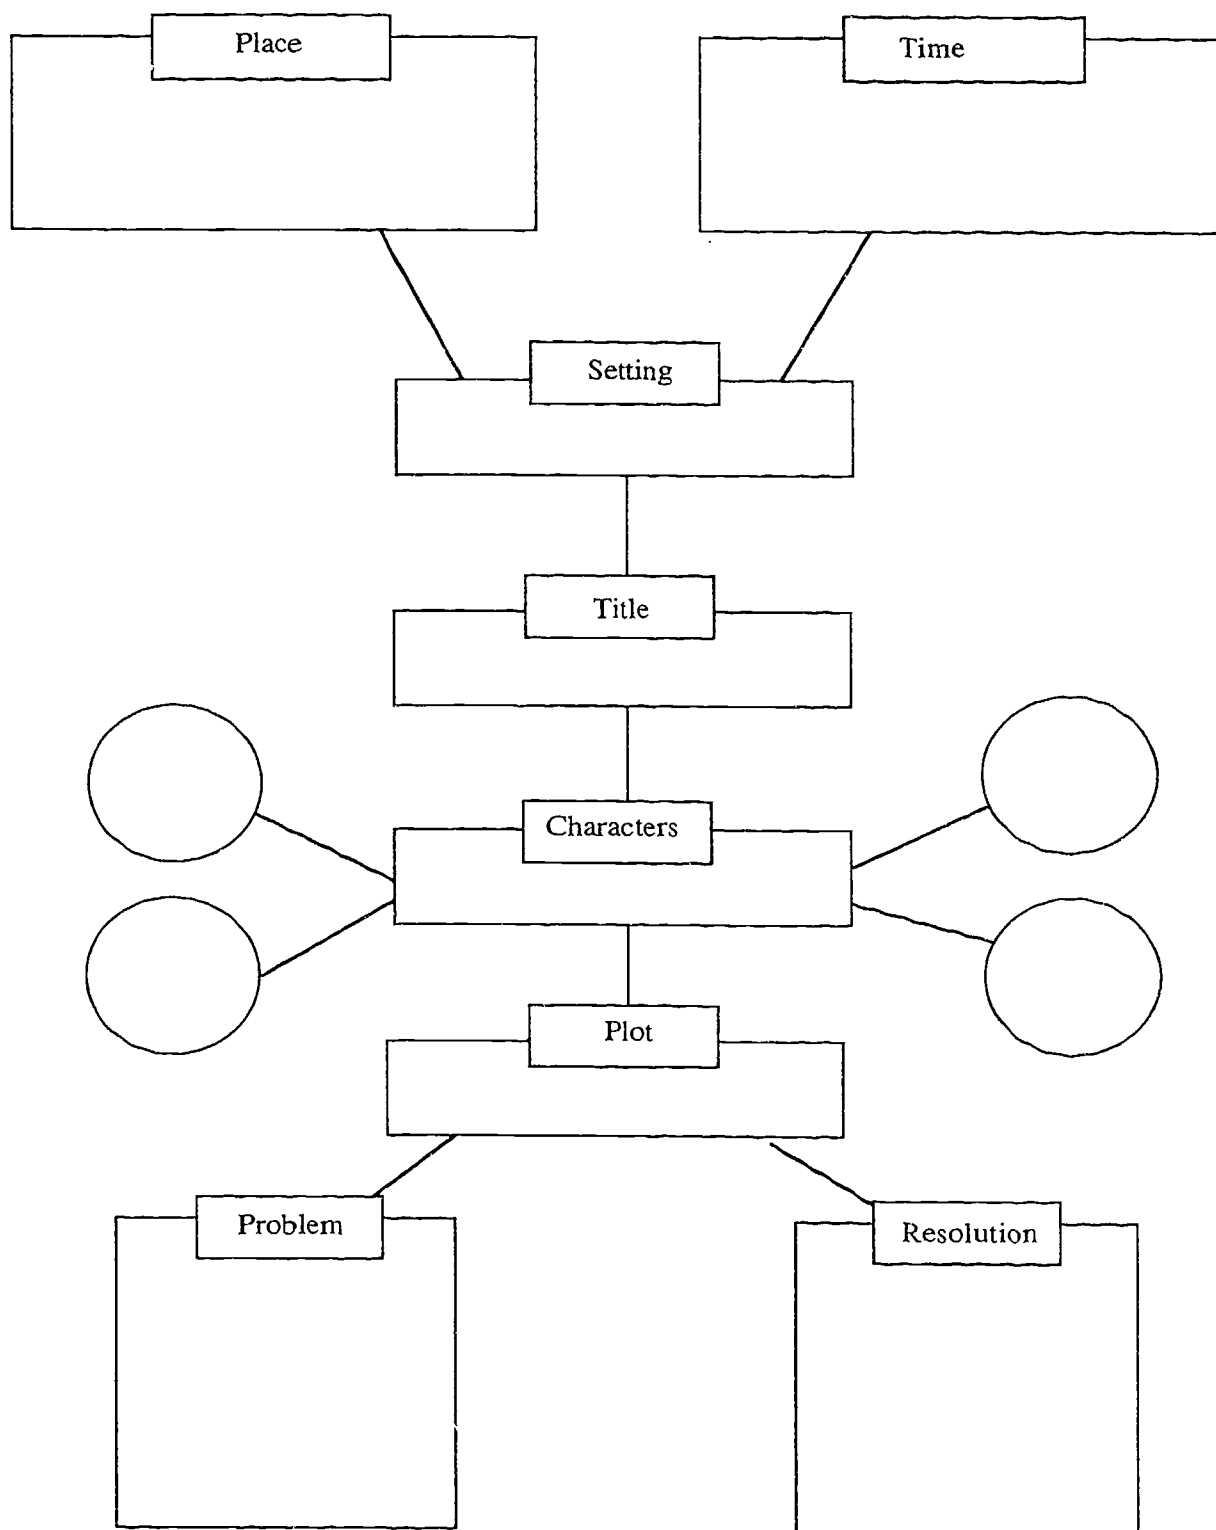 Place
Time
Setting
Title
Characters
Plot
Problem
Resolution